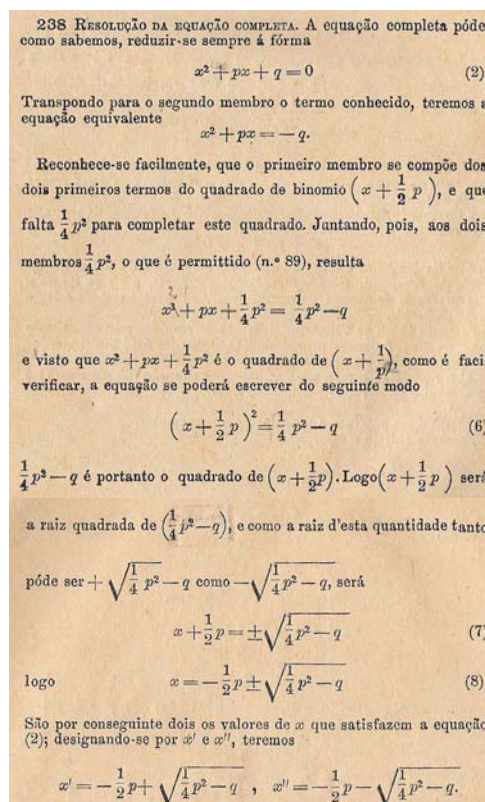 238 RESOLUÇÃO DA EQUAÇÃO COMPLETA. A equação completa póde
como sabemos, reduzir-se sempre á fórma
x² + px + q = 0 (2)
Transpondo para o segundo membro o termo conhecido, teremos a
equação equivalente
x² + px = — q.
Reconhece-se facilmente, que o primeiro membro se compõe dos
dois primeiros termos do quadrado de binomio (x + 1/2 p), e que
falta 1/4 p² para completar este quadrado. Juntando, pois, aos dois
membros 1/4 p², o que é permittido (n.º 89), resulta
2
x³ + px + 1/4 p² = 1/4 p² — q
e visto que x² + px + 1/4 p² é o quadrado de (x + 1/p), como é faci
verificar, a equação se poderá escrever do seguinte modo
(x + 1/2 p)² = 1/4 p² — q (6)
1/4 p² — q é portanto o quadrado de (x + 1/2 p). Logo (x + 1/2 p) será
a raiz quadrada de (1/4 p² — q), e como a raiz d'esta quantidade tanto
póde ser + √(1/4 p²) — q como — √(1/4 p² — q), será
x + 1/2 p = ± √(1/4 p² — q) (7)
logo x = — 1/2 p ± √(1/4 p² — q) (8)
São por conseguinte dois os valores de x que satisfazem a equação
(2); designando-se por x' e x'', teremos
x' = — 1/2 p + √(1/4 p² — q) , x'' = — 1/2 p — √(1/4 p² — q).